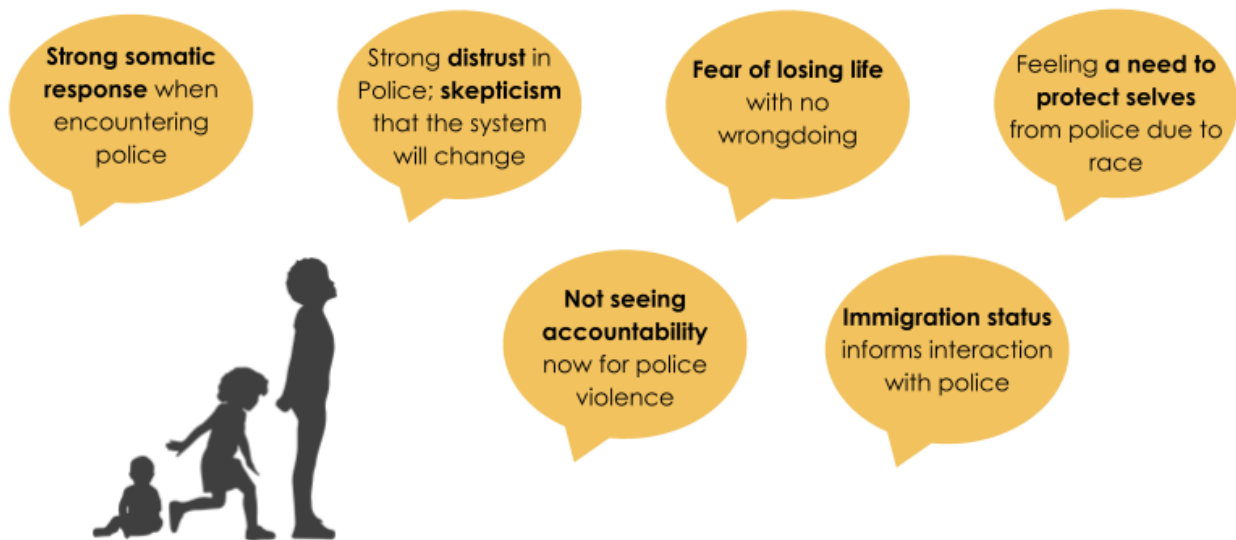 Strong somatic
response when
encountering
police
Strong distrust in
Police; skepticism
that the system
will change
Fear of losing life
with no
wrongdoing
Feeling a need to
protect selves
from police due to
race
Not seeing
accountability
now for police
violence
Immigration status
informs interaction
with police